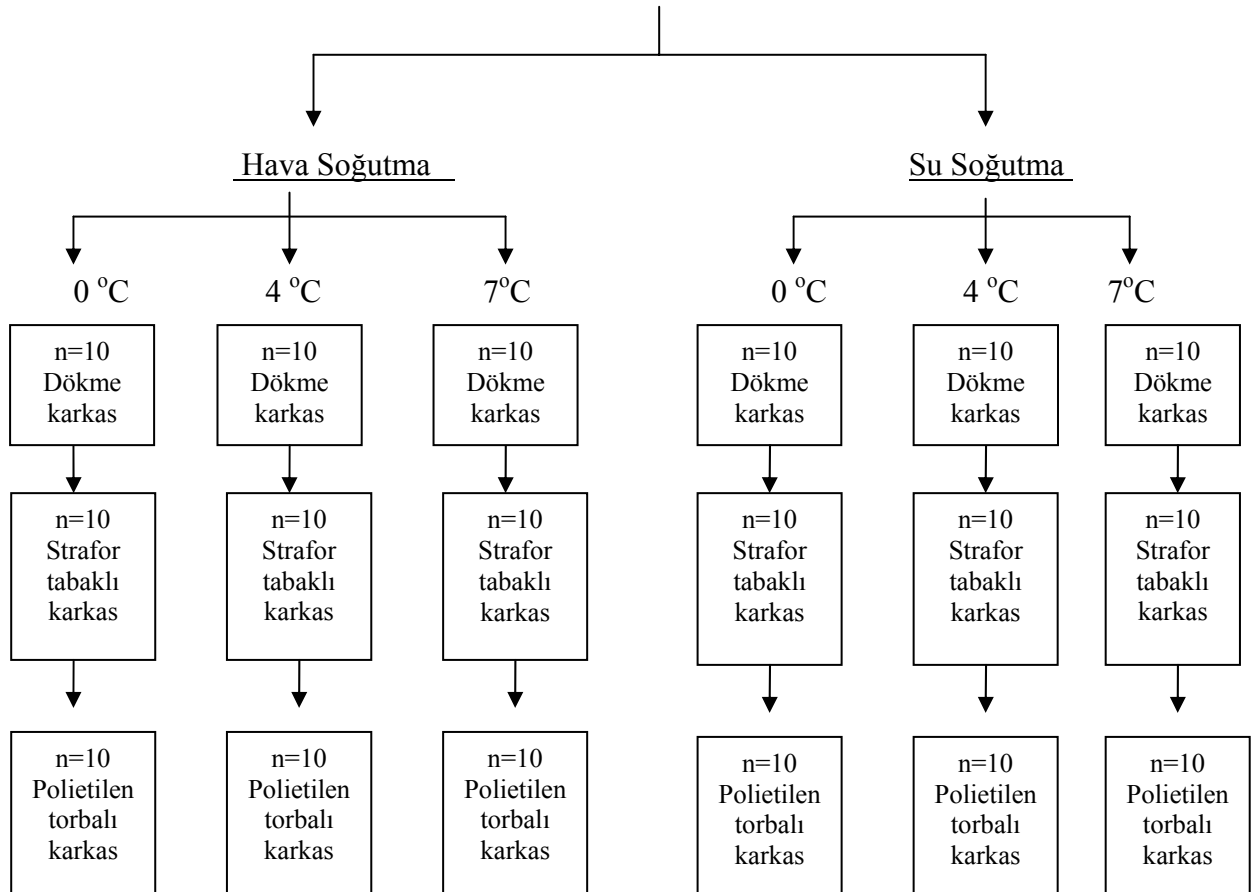 Hava Soğutma
Su Soğutma
0 °C
4 °C
7°C
0 °C
4 °C
7°C
n=10
Dökme
karkas
n=10
Dökme
karkas
n=10
Dökme
karkas
n=10
Dökme
karkas
n=10
Dökme
karkas
n=10
Dökme
karkas
n=10
Strafor
tabaklı
karkas
n=10
Strafor
tabaklı
karkas
n=10
Strafor
tabaklı
karkas
n=10
Strafor
tabaklı
karkas
n=10
Strafor
tabaklı
karkas
n=10
Strafor
tabaklı
karkas
n=10
Polietilen
torbalı
karkas
n=10
Polietilen
torbalı
karkas
n=10
Polietilen
torbalı
karkas
n=10
Polietilen
torbalı
karkas
n=10
Polietilen
torbalı
karkas
n=10
Polietilen
torbalı
karkas